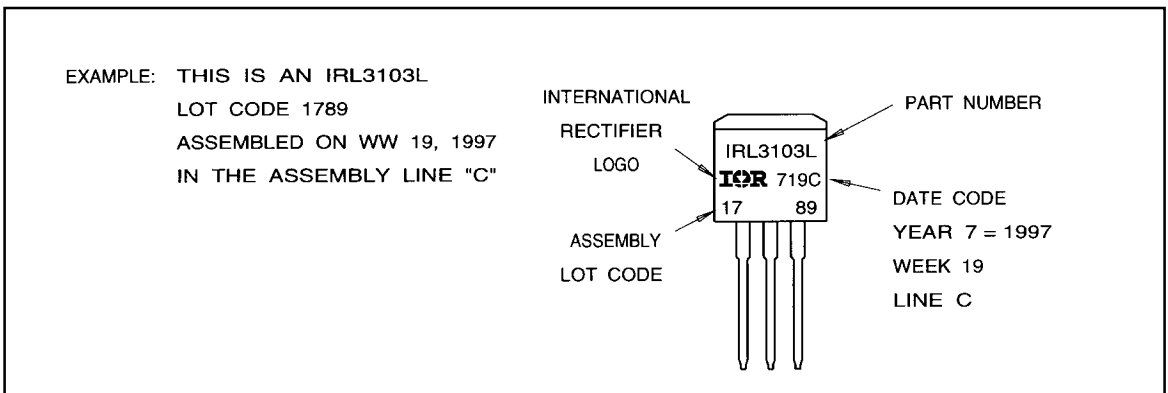 EXAMPLE: THIS IS AN IRL3103L
LOT CODE 1789
ASSEMBLED ON WW 19, 1997
IN THE ASSEMBLY LINE "C"
INTERNATIONAL
RECTIFIER
LOGO
ASSEMBLY
LOT CODE
IRL3103L
IOR 719C
17 89
PART NUMBER
DATE CODE
YEAR 7 = 1997
WEEK 19
LINE C